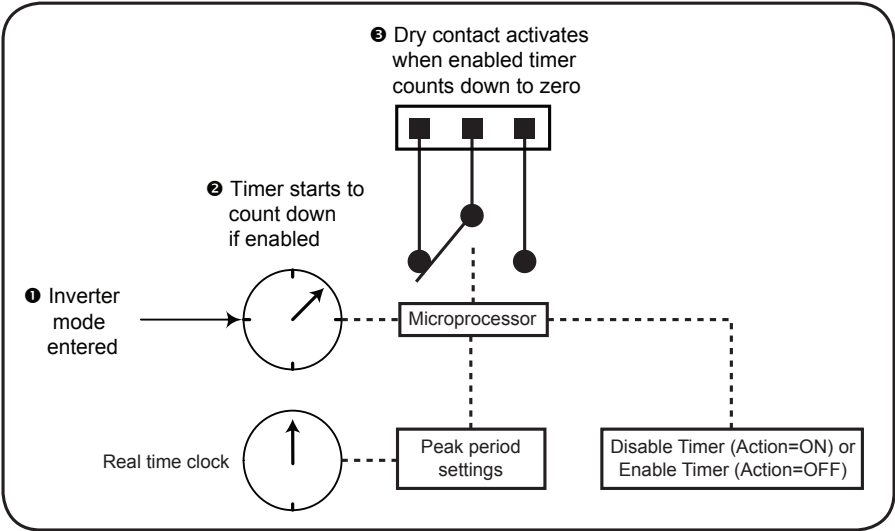 ❸ Dry contact activates
when enabled timer
counts down to zero
❷ Timer starts to
count down
if enabled
❶ Inverter
mode
entered
Microprocessor
Real time clock
Peak period
settings
Disable Timer (Action=ON) or
Enable Timer (Action=OFF)